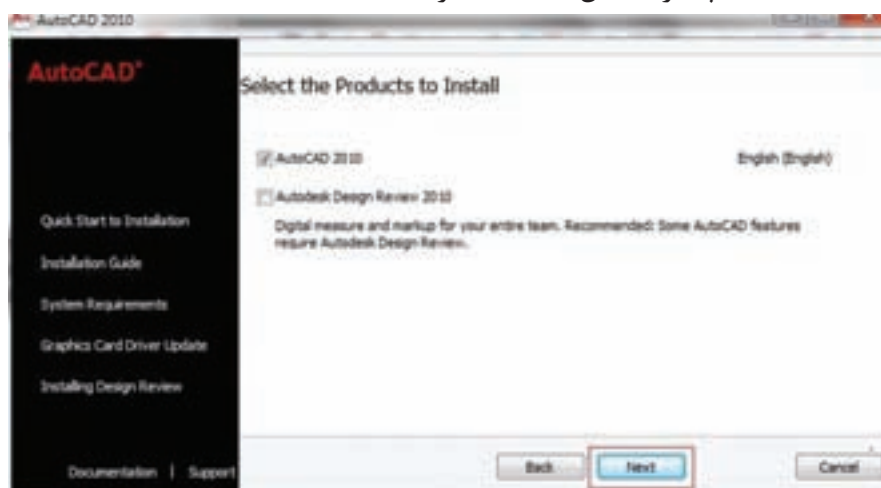 AutoCAD 2010
AutoCAD®
Select the Products to Install
AutoCAD 2010 English (English)
Autodesk Design Review 2010
Digital measure and markup for your entire team. Recommended: Some AutoCAD features
require Autodesk Design Review.
Quick Start to Installation
Installation Guide
System Requirements
Graphics Card Driver Update
Installing Design Review
Documentation | Support
Back Next Cancel